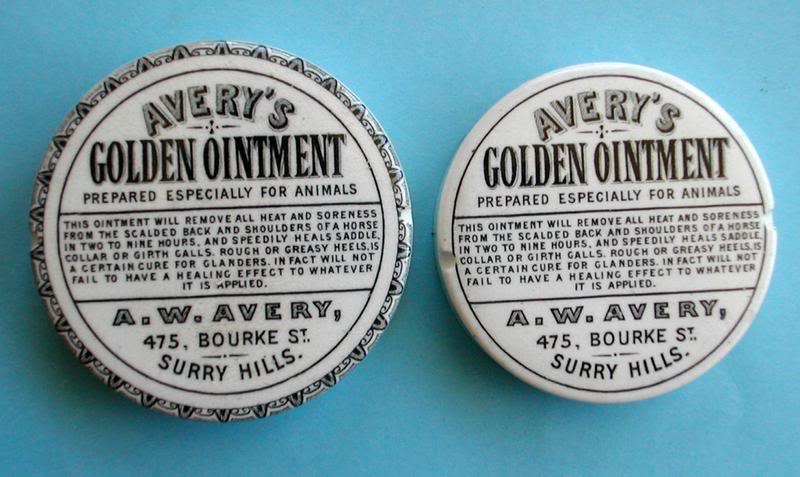 AVERY'S
GOLDEN OINTMENT
PREPARED ESPECIALLY FOR ANIMALS
THIS OINTMENT WILL REMOVE ALL HEAT AND SORENESS
FROM THE SCALDED BACK AND SHOULDERS OF A HORSE
IN TWO TO NINE HOURS, AND SPEEDILY HEALS SADDLE,
COLLAR OR GIRTH GALLS. ROUGH OR GREASY HEELS, IS
A CERTAIN CURE FOR GLANDERS. IN FACT WILL NOT
FAIL TO HAVE A HEALING EFFECT TO WHATEVER
IT IS APPLIED.
A. W. AVERY,
475, BOURKE ST.
SURRY HILLS.
AVERY'S
GOLDEN OINTMENT
PREPARED ESPECIALLY FOR ANIMALS
THIS OINTMENT WILL REMOVE ALL HEAT AND SORENESS
FROM THE SCALDED BACK AND SHOULDERS OF A HORSE
IN TWO TO NINE HOURS, AND SPEEDILY HEALS SADDLE,
COLLAR OR GIRTH GALLS. ROUGH OR GREASY HEELS, IS
A CERTAIN CURE FOR GLANDERS. IN FACT WILL NOT
FAIL TO HAVE A HEALING EFFECT TO WHATEVER
IT IS APPLIED.
A. W. AVERY,
475, BOURKE ST.
SURRY HILLS.